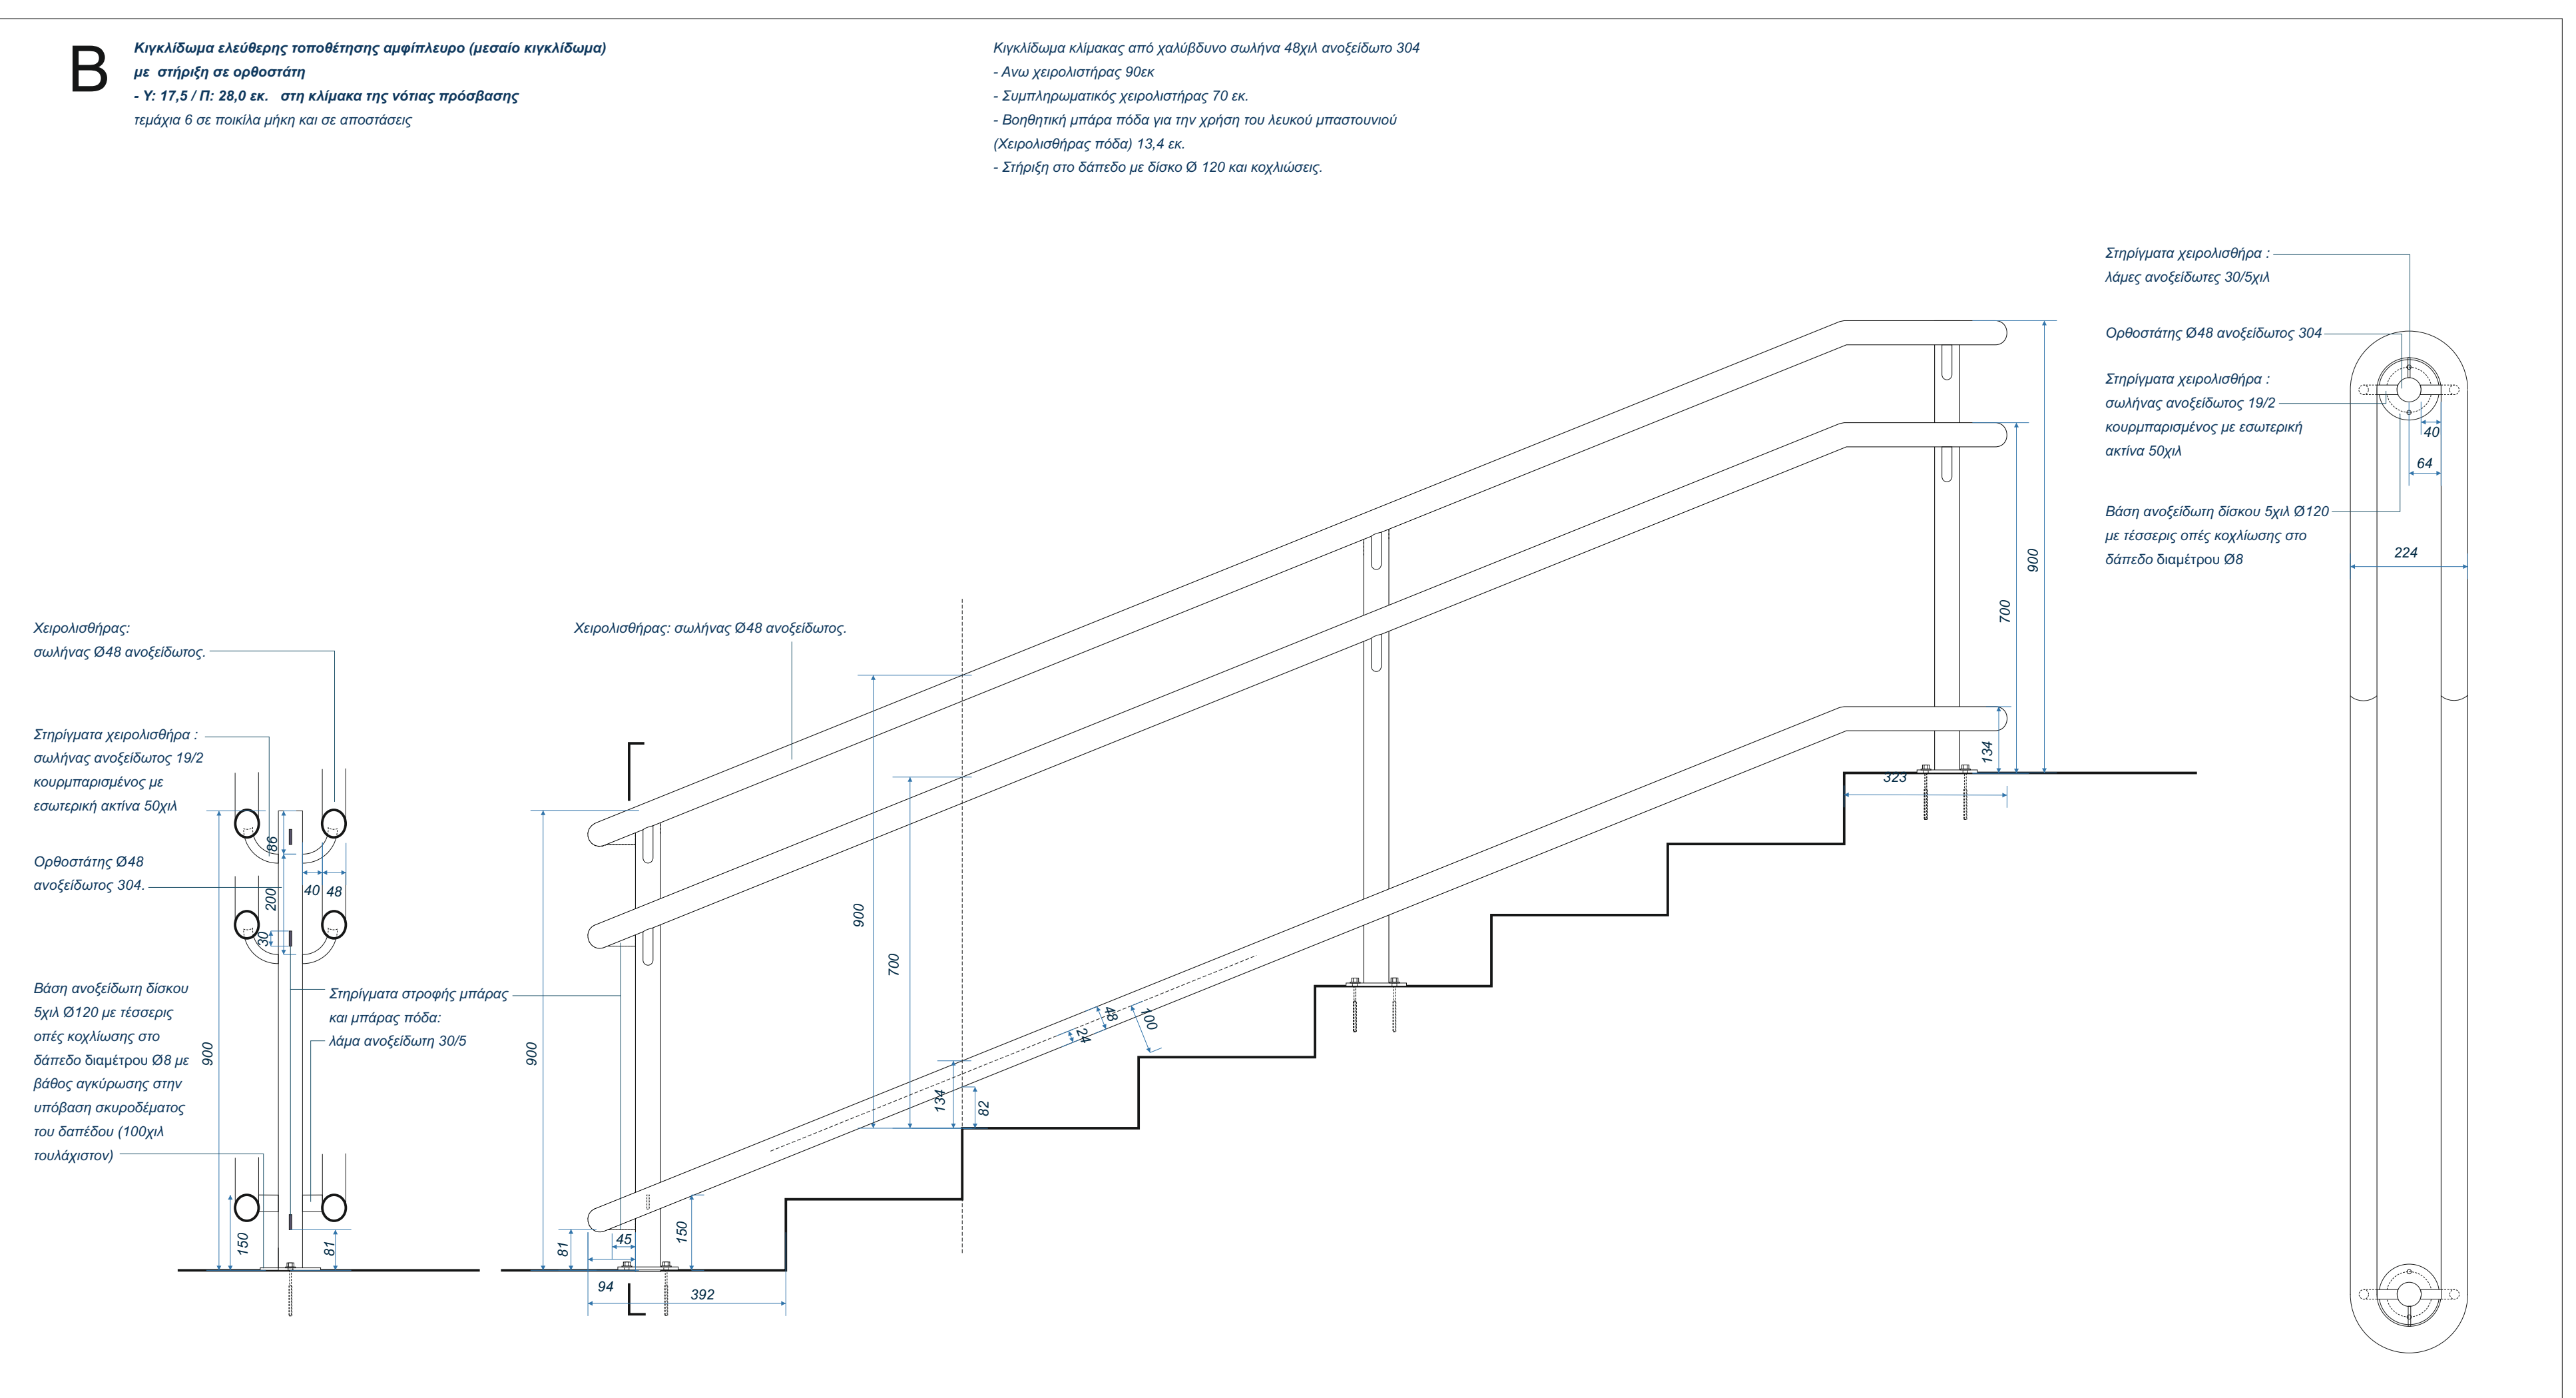 B
Κιγκλίδωμα ελεύθερης τοποθέτησης αμφίπλευρο (μεσαίο κιγκλίδωμα)
με στήριξη σε ορθοστάτη
- Υ: 17,5 / Π: 28,0 εκ. στη κλίμακα της νότιας πρόσβασης
τεμάχια 6 σε ποικίλα μήκη και σε αποστάσεις
Κιγκλίδωμα κλίμακας από χαλύβδυνο σωλήνα 48χιλ ανοξείδωτο 304
- Ανω χειρολιστήρας 90εκ
- Συμπληρωματικός χειρολιστήρας 70 εκ.
- Βοηθητική μπάρα πόδα για την χρήση του λευκού μπαστουνιού
(Χειρολισθήρας πόδα) 13,4 εκ.
- Στήριξη στο δάπεδο με δίσκο Ø 120 και κοχλιώσεις.
Στηρίγματα χειρολισθήρα :
λάμες ανοξείδωτες 30/5χιλ
Ορθοστάτης Ø48 ανοξείδωτος 304
Στηρίγματα χειρολισθήρα :
σωλήνας ανοξείδωτος 19/2
κουρμπαρισμένος με εσωτερική
ακτίνα 50χιλ
Βάση ανοξείδωτη δίσκου 5χιλ Ø120
με τέσσερις οπές κοχλίωσης στο
δάπεδο διαμέτρου Ø8
40
64
224
Χειρολισθήρας:
σωλήνας Ø48 ανοξείδωτος.
Στηρίγματα χειρολισθήρα :
σωλήνας ανοξείδωτος 19/2
κουρμπαρισμένος με
εσωτερική ακτίνα 50χιλ
Ορθοστάτης Ø48
ανοξείδωτος 304.
Βάση ανοξείδωτη δίσκου
5χιλ Ø120 με τέσσερις
οπές κοχλίωσης στο
δάπεδο διαμέτρου Ø8 με
βάθος αγκύρωσης στην
υπόβαση σκυροδέματος
του δαπέδου (100χιλ
τουλάχιστον)
86
200
30
40
48
900
150
81
Στηρίγματα στροφής μπάρας
και μπάρας πόδα:
λάμα ανοξείδωτη 30/5
Χειρολισθήρας: σωλήνας Ø48 ανοξείδωτος.
900
81
45
94
392
150
900
700
134
82
24
48
100
323
134
700
900